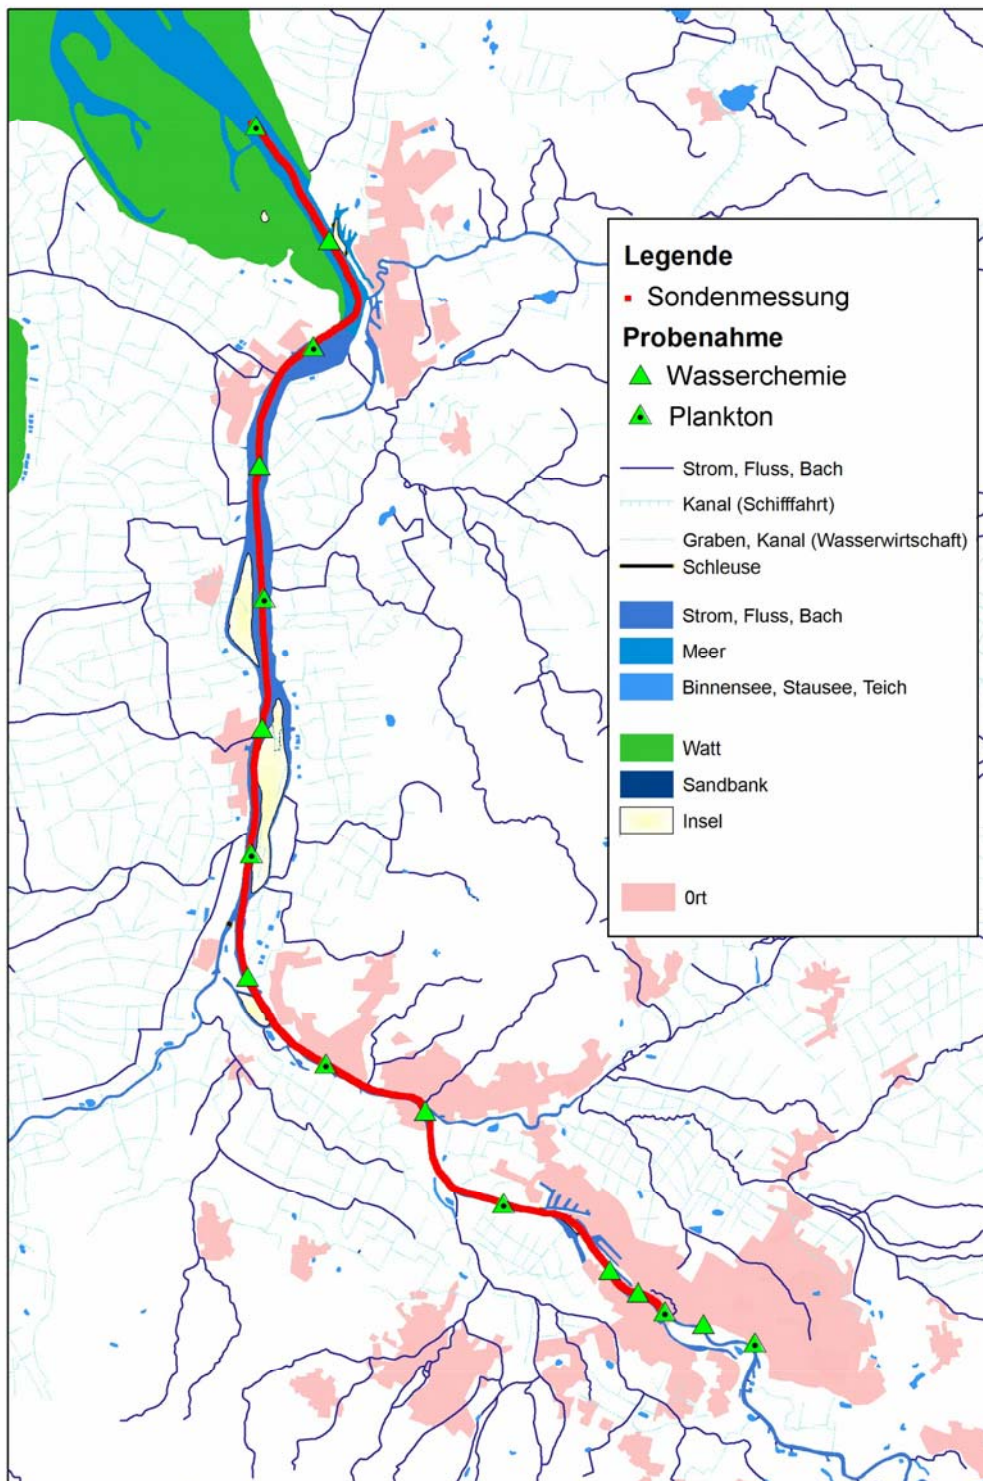 Legende
Sondenmessung
Probenahme
Wasserchemie
Plankton
Strom, Fluss, Bach
Kanal (Schifffahrt)
Graben, Kanal (Wasserwirtschaft)
Schleuse
Strom, Fluss, Bach
Meer
Binnensee, Stausee, Teich
Watt
Sandbank
Insel
0rt